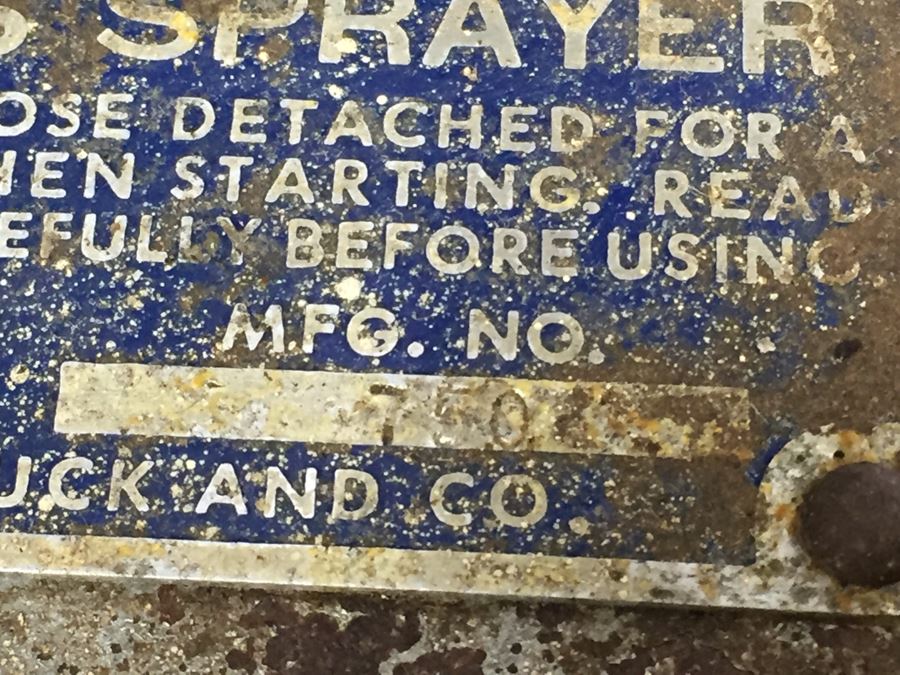 S SPRAYER
OSE DETACHED FOR A
HEN STARTING. READ
EFULLY BEFORE USING
MFG. NO.
UCK AND CO.